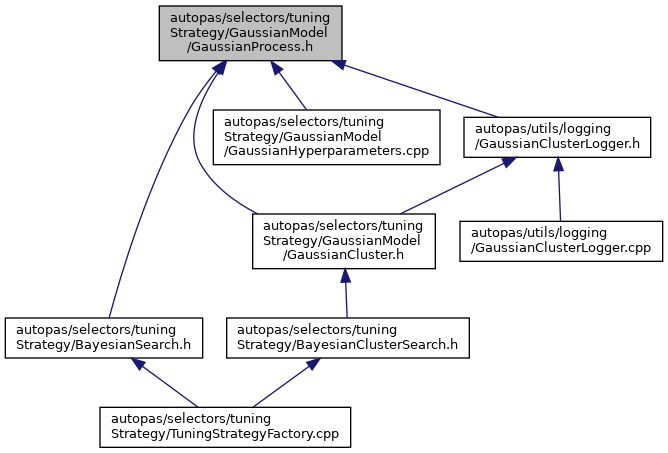 autopas/selectors/tuning
Strategy/GaussianModel
/GaussianProcess.h
autopas/selectors/tuning
Strategy/GaussianModel
/GaussianHyperparameters.cpp
autopas/utils/logging
/GaussianClusterLogger.h
autopas/selectors/tuning
Strategy/GaussianModel
/GaussianCluster.h
autopas/utils/logging
/GaussianClusterLogger.cpp
autopas/selectors/tuning
Strategy/BayesianSearch.h
autopas/selectors/tuning
Strategy/BayesianClusterSearch.h
autopas/selectors/tuning
Strategy/TuningStrategyFactory.cpp